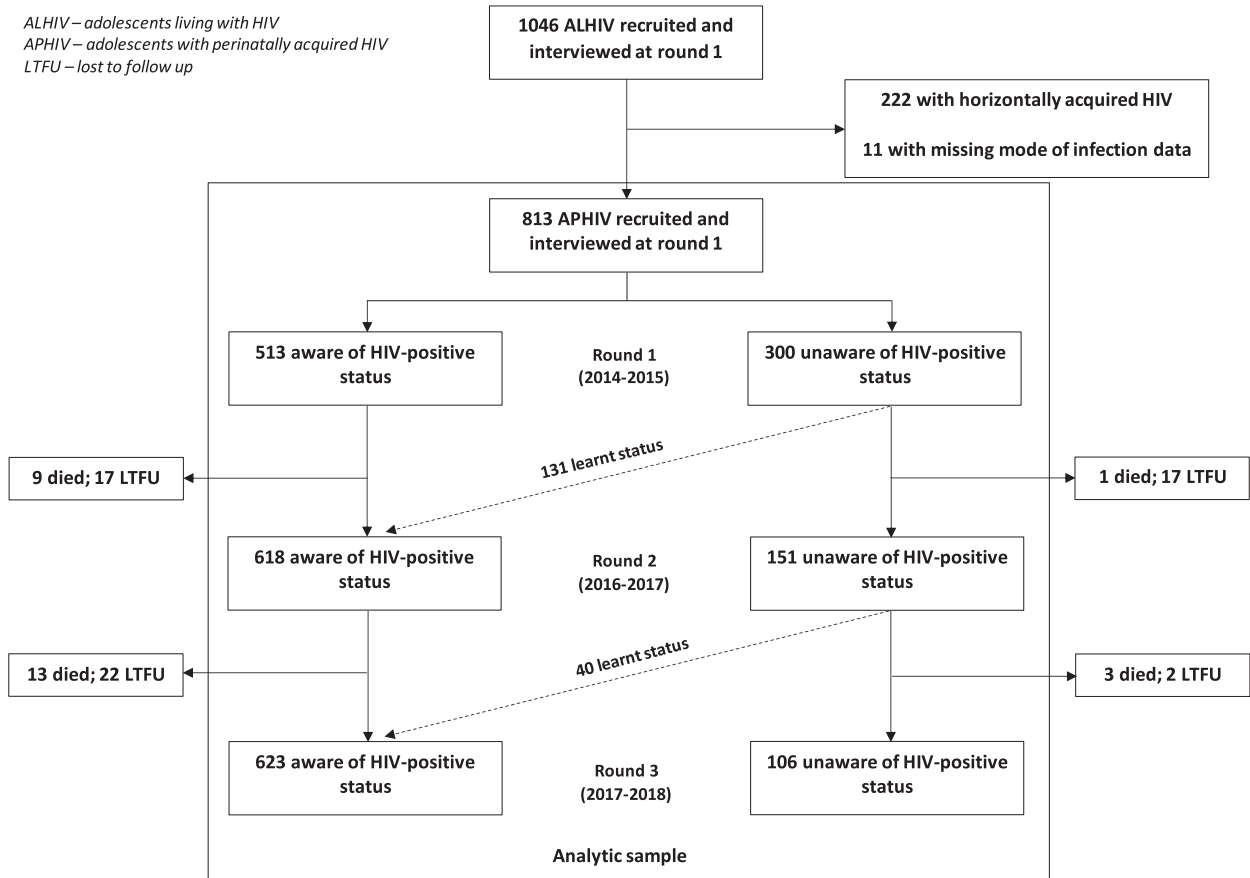 ALHIV – adolescents living with HIV
APHIV – adolescents with perinatally acquired HIV
LTFU – lost to follow up
1046 ALHIV recruited and
interviewed at round 1
222 with horizontally acquired HIV
11 with missing mode of infection data
813 APHIV recruited and
interviewed at round 1
513 aware of HIV-positive
status
Round 1
(2014-2015)
300 unaware of HIV-positive
status
131 learnt status
9 died; 17 LTFU
1 died; 17 LTFU
618 aware of HIV-positive
status
Round 2
(2016-2017)
151 unaware of HIV-positive
status
40 learnt status
13 died; 22 LTFU
3 died; 2 LTFU
623 aware of HIV-positive
status
Round 3
(2017-2018)
106 unaware of HIV-positive
status
Analytic sample